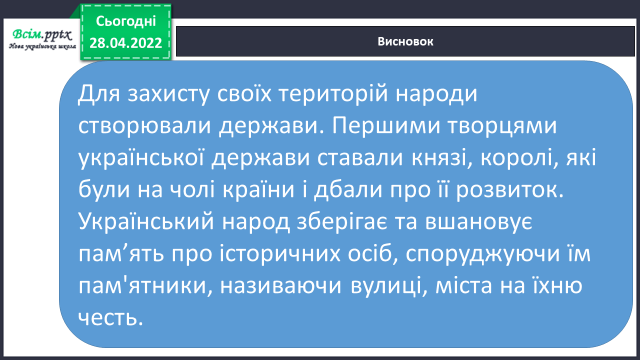 Всім.pptx
Нова українська школа
Сьогодні
28.04.2022
Висновок
Для захисту своїх територій народи
створювали держави. Першими творцями
української держави ставали князі, королі, які
були на чолі країни і дбали про її розвиток.
Український народ зберігає та вшановує
пам’ять про історичних осіб, споруджуючи їм
пам'ятники, називаючи вулиці, міста на їхню
честь.